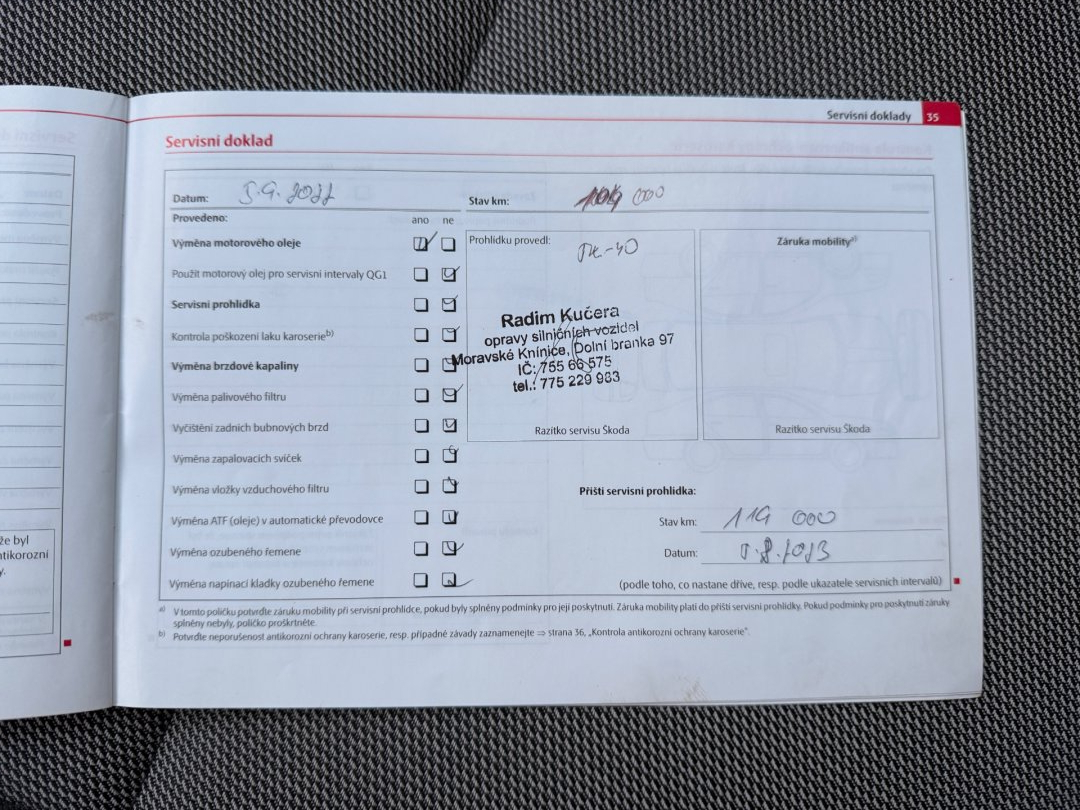 Servisní doklady 35
Servisní doklad
Datum:
Stav km: 000
Provedeno: ano ne
Výměna motorového oleje
Použit motorový olej pro servisní intervaly QG1
Servisní prohlídka
Kontrola poškození laku karoserie b)
Výměna brzdové kapaliny
Výměna palivového filtru
Vyčištění zadních bubnových brzd
Výměna zapalovacích svíček
Výměna vložky vzduchového filtru
Výměna ATF (oleje) v automatické převodovce
Výměna ozubeného řemene
Výměna napínací kladky ozubeného řemene
Prohlídku provedl:
Radim Kučera
opravy silničních vozidel
Moravské Knínice, Dolní branka 97
IČ: 755 66 575
tel.: 775 229 983
Razítko servisu Škoda
Záruka mobility a)
Razítko servisu Škoda
Příští servisní prohlídka:
Stav km: 119 000
Datum:
(podle toho, co nastane dříve, resp. podle ukazatele servisních intervalů)
a) V tomto políčku potvrďte záruku mobility při servisní prohlídce, pokud byly splněny podmínky pro její poskytnutí. Záruka mobility platí do příští servisní prohlídky. Pokud podmínky pro poskytnutí záruky
splněny nebyly, políčko proškrtněte.
b) Potvrďte neporušenost antikorozní ochrany karoserie, resp. případné závady zaznamenejte ⇒ strana 36, „Kontrola antikorozní ochrany karoserie".
že byl
ntikorozní
y.